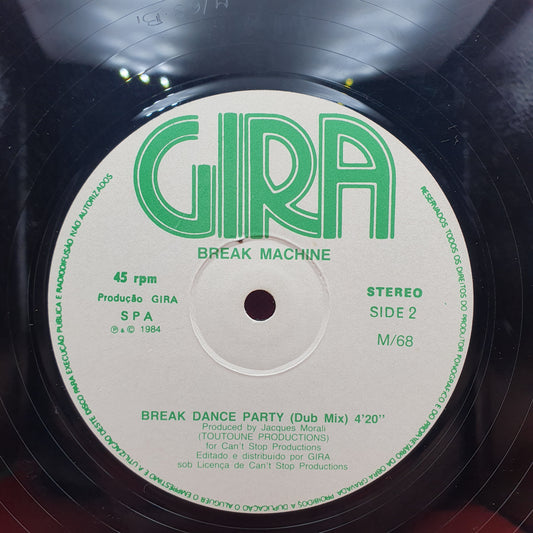 GIRA
BREAK MACHINE
45 rpm
Produção GIRA
SPA
℗ & © 1984
STEREO
SIDE 2
M/68
BREAK DANCE PARTY (Dub Mix) 4'20"
Produced by Jacques Morali
(TOUTOUNE PRODUCTIONS)
for Can't Stop Productions
Editado e distribuido por GIRA
sob Licença de Can't Stop Productions
RESERVADOS TODOS OS DIREITOS DO PRODUTOR FONOGRÁFICO E DO PROPRIETÁRIO DA OBRA GRAVADA PROIBIDOS A DUPLICAÇÃO O ALUGUER O EMPRÉSTIMO E A UTILIZAÇÃO DESTE DISCO PARA EXECUÇÃO PÚBLICA E RADIODIFUSÃO NÃO AUTORIZADOS